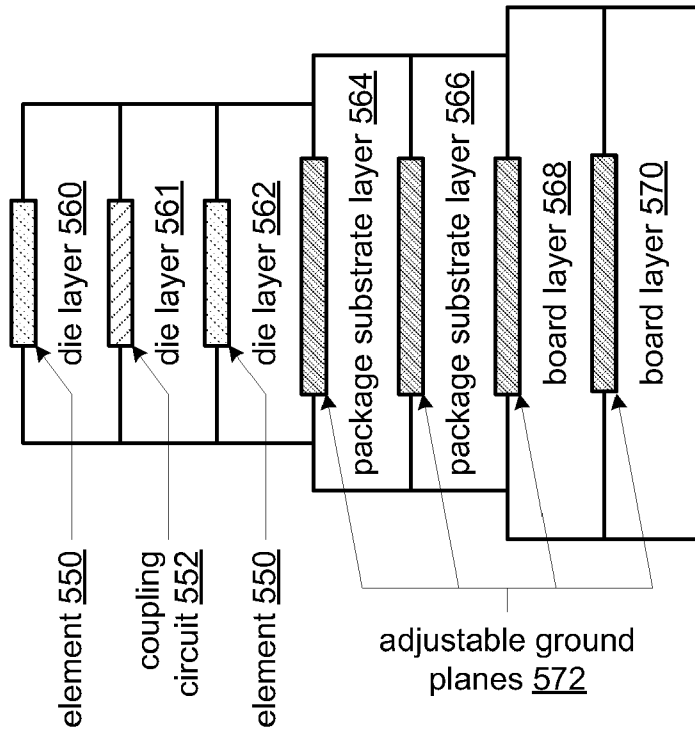 element 550
coupling
circuit 552
element 550
adjustable ground
planes 572
die layer 560
die layer 561
die layer 562
package substrate layer 564
package substrate layer 566
board layer 568
board layer 570